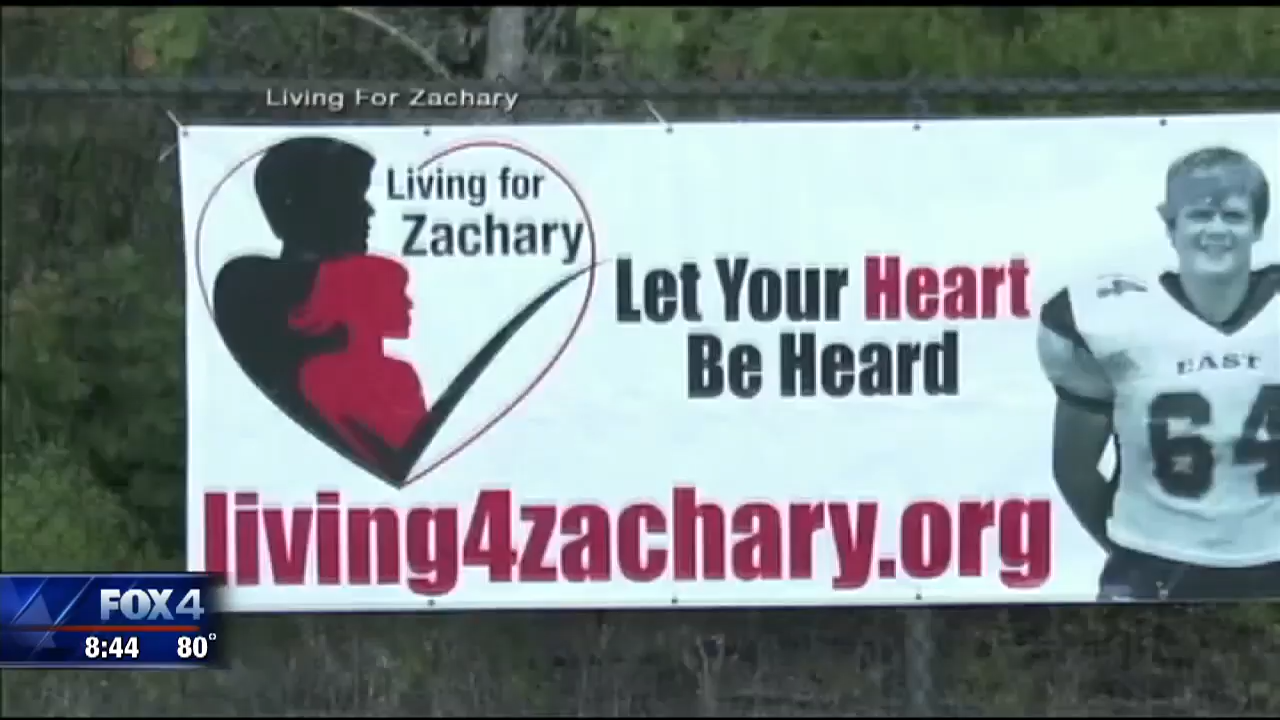 Living For Zachary
Living for
Zachary
Let Your Heart
Be Heard
living4zachary.org
EAST
64
FOX 4
8:44 80°